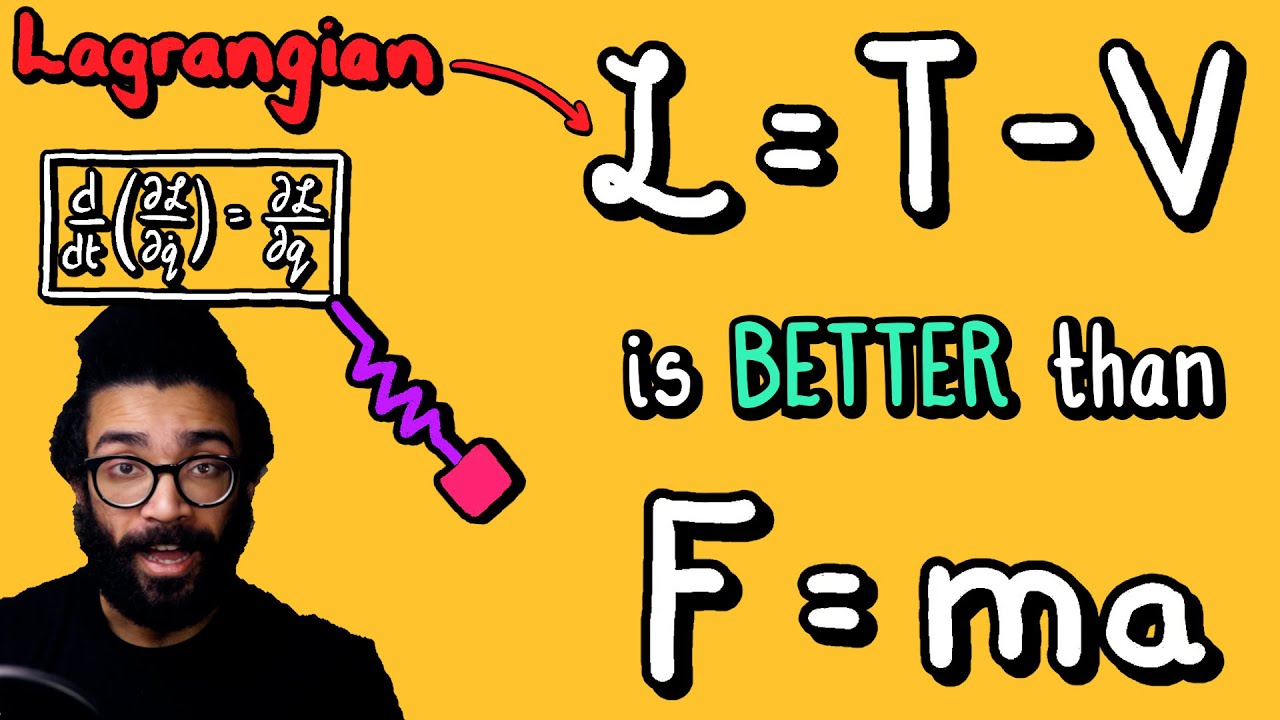 Lagrangian
ℒ = T - V
d/dt (∂ℒ/∂q̇) = ∂ℒ/∂q
is BETTER than
F = ma